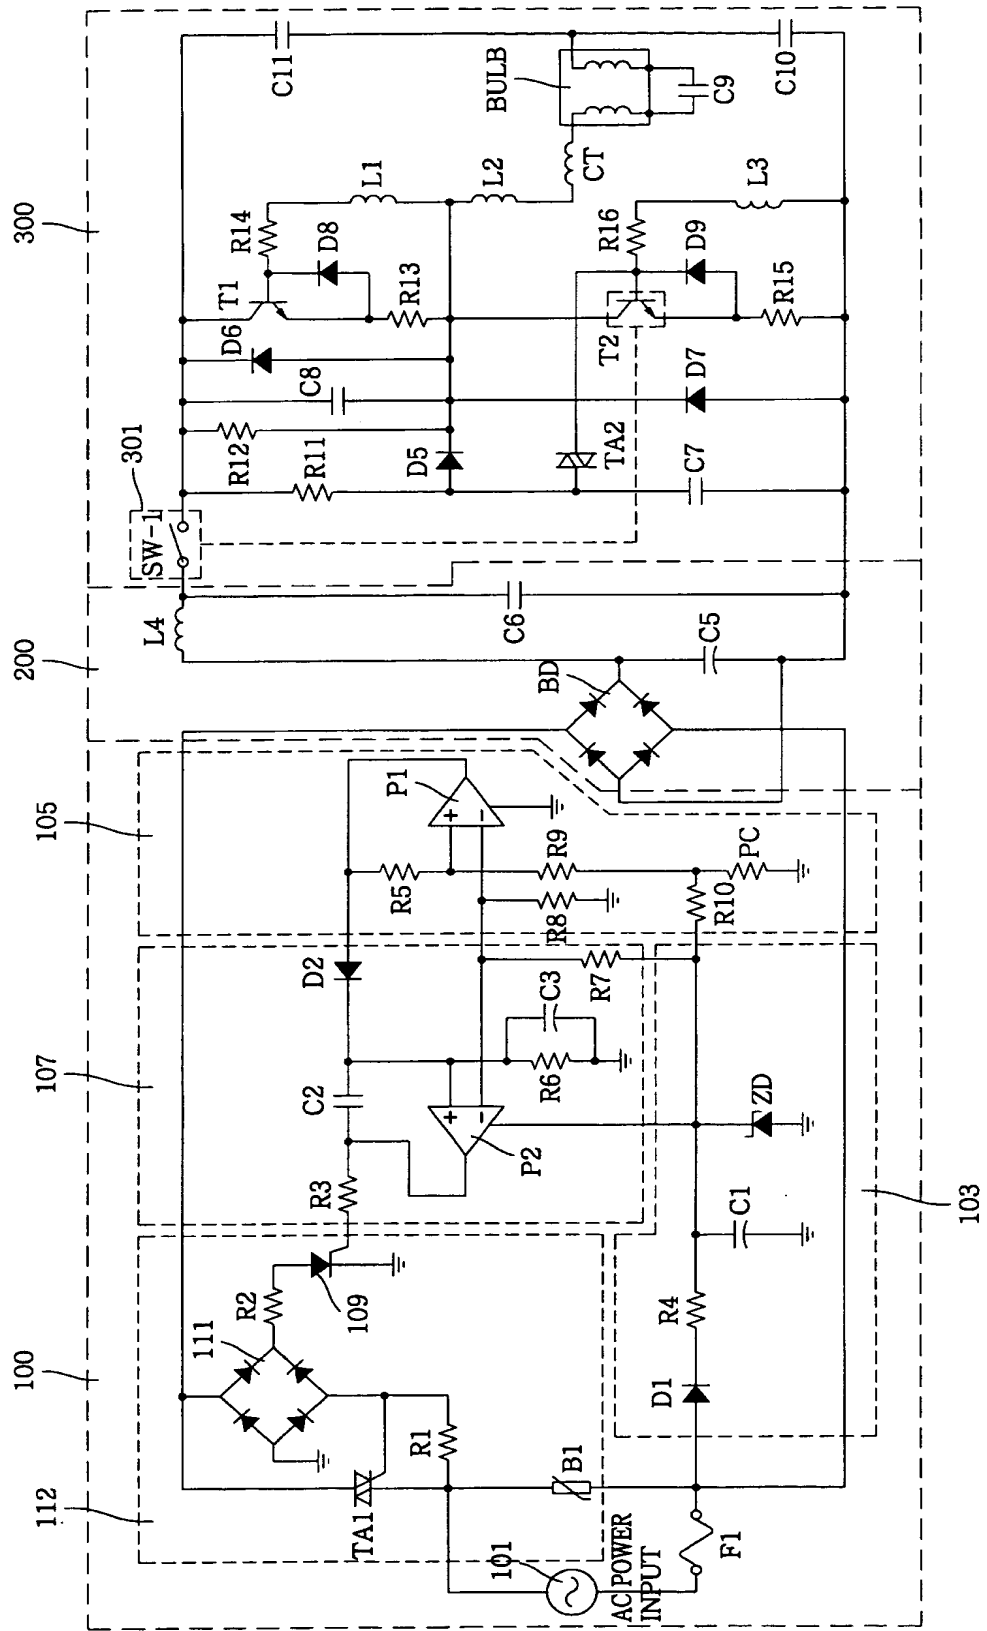 300
200
100
105
107
112
103
301
SW-1
C11
C10
BULB
C9
CT
L1
L2
L3
R14
D8
T1
R13
D6
C8
R12
R11
D5
R16
D9
T2
R15
D7
TA2
C7
L4
C6
C5
BD
P1
R5
R9
R8
PC
R10
D2
R7
C3
R6
C2
P2
ZD
R3
C1
109
R2
111
R4
D1
R1
TA1
B1
101
AC POWER
INPUT
F1